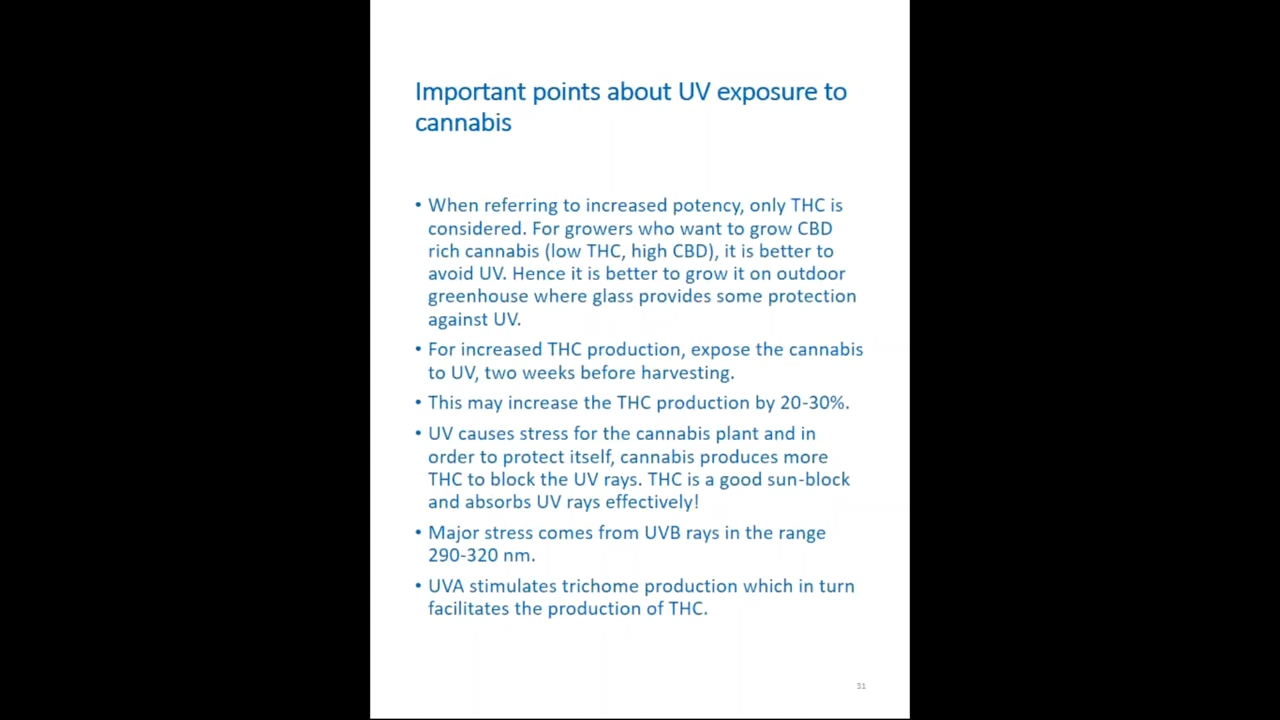 Important points about UV exposure to
cannabis
• When referring to increased potency, only THC is
considered. For growers who want to grow CBD
rich cannabis (low THC, high CBD), it is better to
avoid UV. Hence it is better to grow it on outdoor
greenhouse where glass provides some protection
against UV.
• For increased THC production, expose the cannabis
to UV, two weeks before harvesting.
• This may increase the THC production by 20-30%.
• UV causes stress for the cannabis plant and in
order to protect itself, cannabis produces more
THC to block the UV rays. THC is a good sun-block
and absorbs UV rays effectively!
• Major stress comes from UVB rays in the range
290-320 nm.
• UVA stimulates trichome production which in turn
facilitates the production of THC.
31